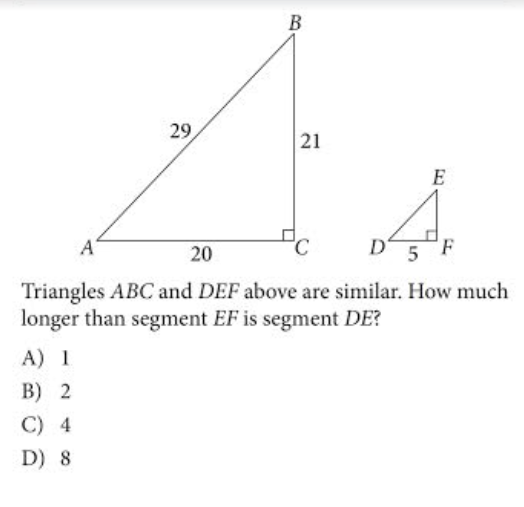 B
29
21
E
A
C
D
F
20
5
Triangles ABC and DEF above are similar. How much
longer than segment EF is segment DE?
A) 1
B) 2
C) 4
D) 8